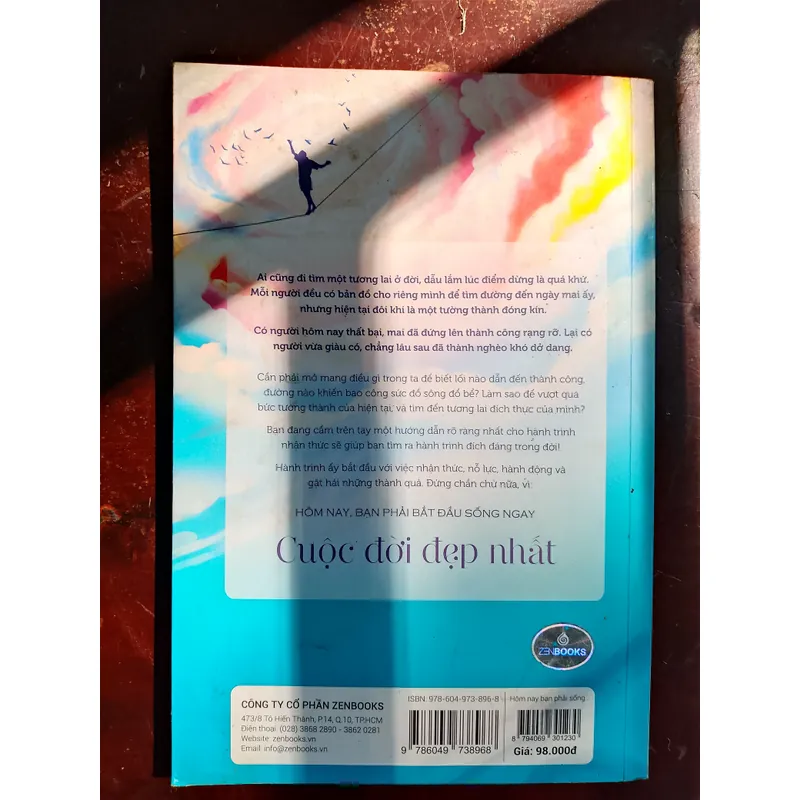 Ai cũng đi tìm một tương lai ở đời, dẫu lắm lúc điểm dừng là quá khứ.
Mỗi người đều có bản đồ cho riêng mình để tìm đường đến ngày mai ấy,
nhưng hiện tại đôi khi là một tường thành đóng kín.
Có người hôm nay thất bại, mai đã đứng lên thành công rạng rỡ. Lại có
người vừa giàu có, chẳng lâu sau đã thành nghèo khó dở dang.
Cần phải mở mang điều gì trong ta để biết lối nào dẫn đến thành công,
đường nào khiến bao công sức đổ sông đổ bể? Làm sao để vượt qua
bức tường thành của hiện tại, và tìm đến tương lai đích thực của mình?
Bạn đang cầm trên tay một hướng dẫn rõ ràng nhất cho hành trình
nhận thức sẽ giúp bạn tìm ra hành trình đích đáng trong đời!
Hành trình ấy bắt đầu với việc nhận thức, nỗ lực, hành động và
gặt hái những thành quả. Đừng chần chừ nữa, vì:
HÔM NAY, BẠN PHẢI BẮT ĐẦU SỐNG NGAY
Cuộc đời đẹp nhất
ZENBOOKS
CÔNG TY CỔ PHẦN ZENBOOKS
473/8 Tô Hiến Thành, P.14, Q.10, TP.HCM
Điện thoại: (028) 3868 2890 - 3862 0281
Website: zenbooks.vn
Email: info@zenbooks.vn
ISBN: 978-604-973-896-8
9 786049 738968
Hôm nay bạn phải sống
8 794069 301230
Giá: 98.000đ